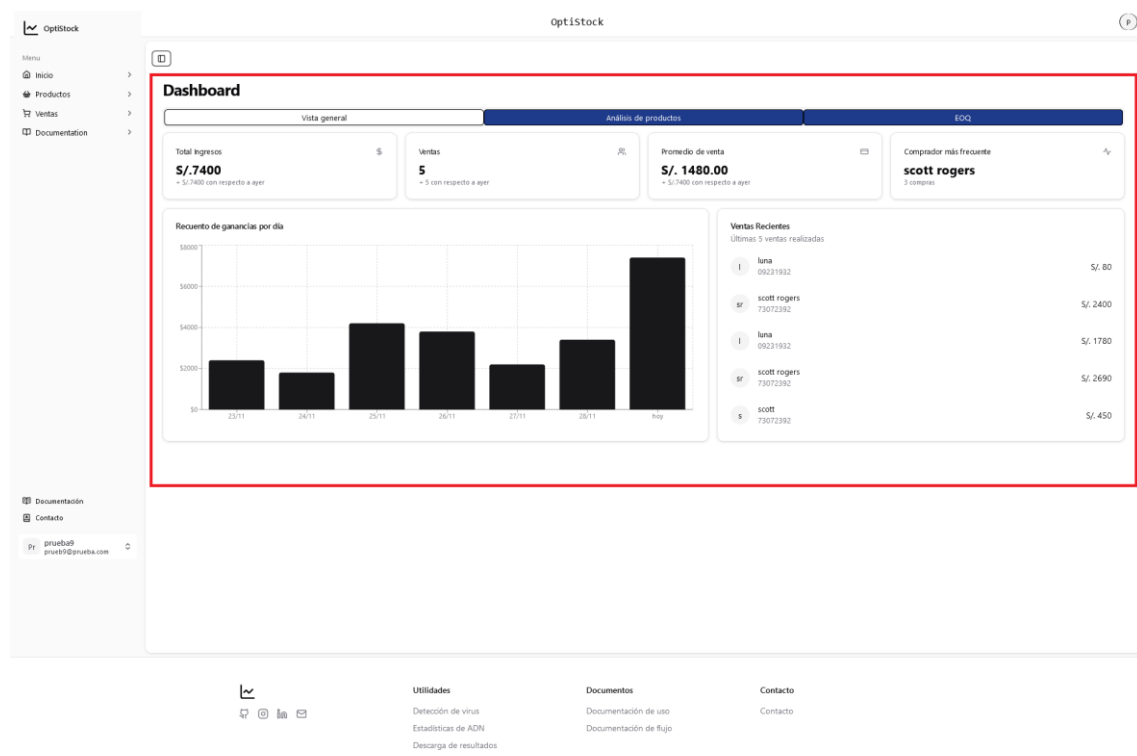 OptiStock
OptiStock
P
Menu
Inicio
Productos
Ventas
Documentation
Dashboard
Vista general
Análisis de productos
EOQ
Total Ingresos
S/.7400
+ S/.7400 con respecto a ayer
Ventas
5
+ 5 con respecto a ayer
Promedio de venta
S/. 1480.00
+ S/.7400 con respecto a ayer
Comprador más frecuente
scott rogers
3 compras
Recuento de ganancias por día
$8000
$6000
$4000
$2000
$0
23/11 24/11 25/11 26/11 27/11 28/11 hoy
Ventas Recientes
Últimas 5 ventas realizadas
l luna S/. 80
09231932
sr scott rogers S/. 2400
73072392
l luna S/. 1780
09231932
sr scott rogers S/. 2690
73072392
s scott S/. 450
73072392
Documentación
Contacto
Pr prueba9
prueb9@prueba.com
Utilidades
Detección de virus
Estadísticas de ADN
Descarga de resultados
Documentos
Documentación de uso
Documentación de flujo
Contacto
Contacto